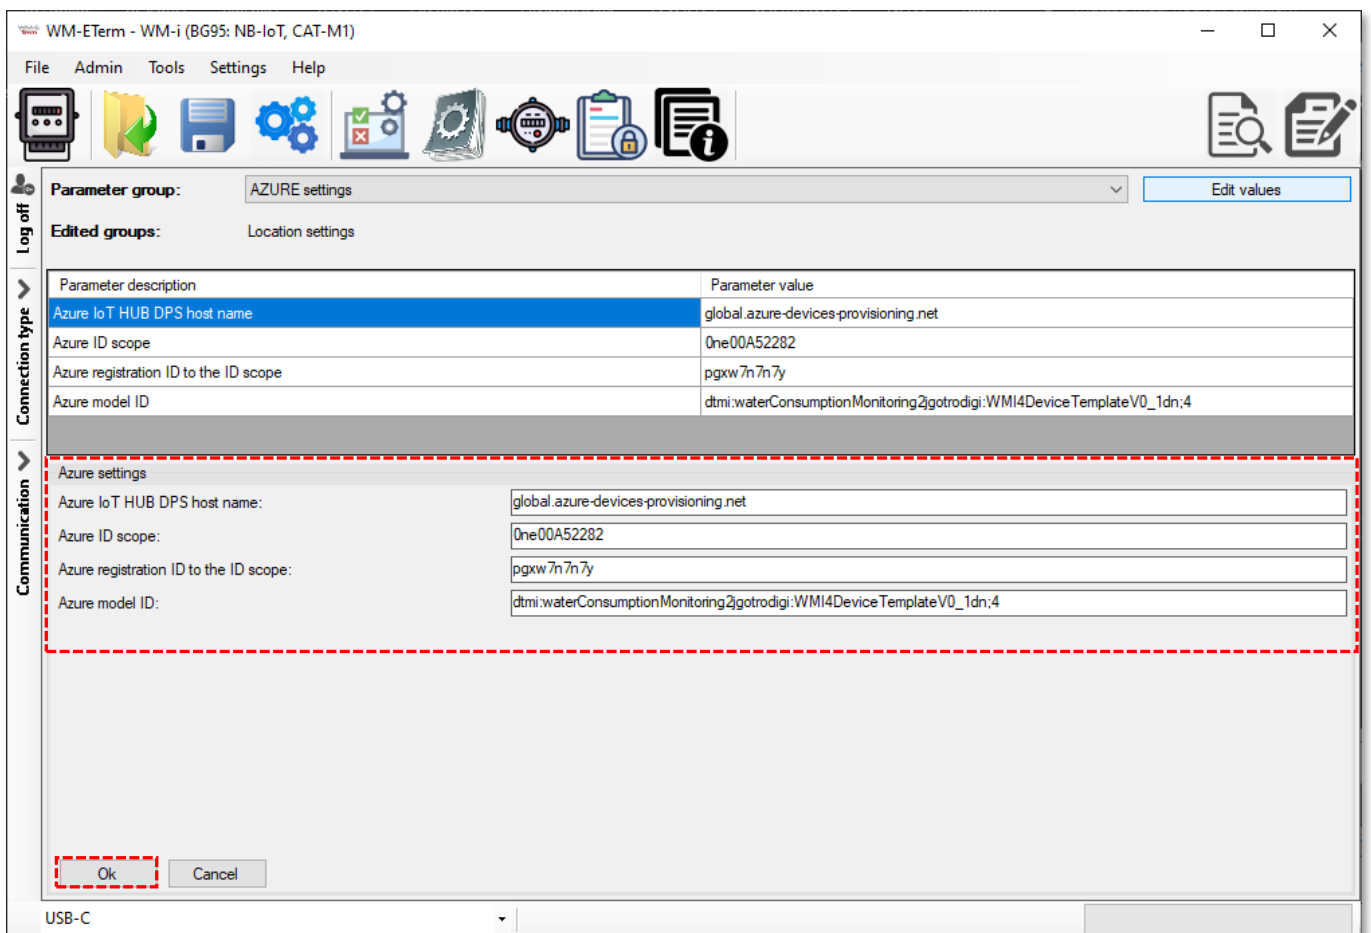 WM-ETerm - WM-i (BG95: NB-IoT, CAT-M1)
File Admin Tools Settings Help
Log off
Connection type
Communication
Parameter group: AZURE settings Edit values
Edited groups: Location settings
Parameter description Parameter value
Azure IoT HUB DPS host name global.azure-devices-provisioning.net
Azure ID scope 0ne00A52282
Azure registration ID to the ID scope pgxw7n7n7y
Azure model ID dtmi:waterConsumptionMonitoring2jgotrodigi:WMI4DeviceTemplateV0_1dn;4
Azure settings
Azure IoT HUB DPS host name: global.azure-devices-provisioning.net
Azure ID scope: 0ne00A52282
Azure registration ID to the ID scope: pgxw7n7n7y
Azure model ID: dtmi:waterConsumptionMonitoring2jgotrodigi:WMI4DeviceTemplateV0_1dn;4
Ok Cancel
USB-C